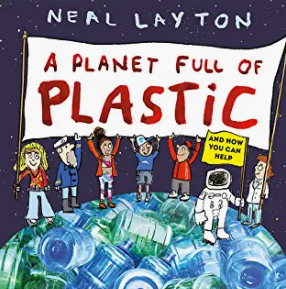 NEAL LAYTON
A PLANET FULL OF
PLASTiC
AND HOW
YOU CAN
HELP